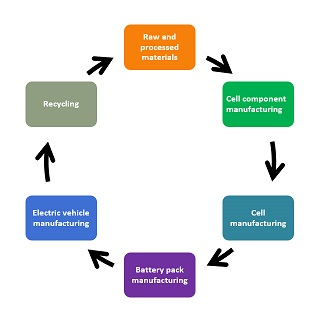 Raw and
processed
materials
Cell component
manufacturing
Cell
manufacturing
Battery pack
manufacturing
Electric vehicle
manufacturing
Recycling